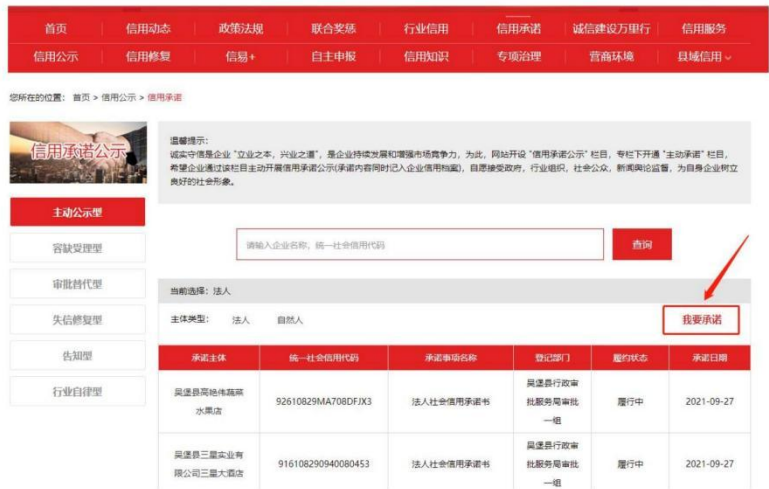 首页 信用动态 政策法规 联合奖惩 行业信用 信用承诺 诚信建设万里行 信用服务
信用公示 信用修复 信易+ 自主申报 信用知识 专项治理 营商环境 县域信用
您所在的位置： 首页 > 信用公示 > 信用承诺
信用承诺公示
温馨提示：
诚实守信是企业“立业之本，兴业之道”，是企业持续发展和增强市场竞争力，为此，网站开设“信用承诺公示”栏目，专栏下开通“主动承诺”栏目，
希望企业通过该栏目主动开展信用承诺公示(承诺内容同时记入企业信用档案)，自愿接受政府，行业组织，社会公众，新闻舆论监督，为自身企业树立
良好的社会形象。
主动公示型
容缺受理型
审批替代型
失信修复型
告知型
行业自律型
请输入企业名称，统一社会信用代码
查询
当前选择：法人
主体类型： 法人 自然人
我要承诺
承诺主体 统一社会信用代码 承诺事项名称 登记部门 履约状态 承诺日期
吴堡县高艳伟蔬菜
水果店
92610829MA708DFJX3
法人社会信用承诺书
吴堡县行政审
批服务局审批
一组
履行中
2021-09-27
吴堡县三星实业有
限公司三星大酒店
916108290940080453
法人社会信用承诺书
吴堡县行政审
批服务局审批
一组
履行中
2021-09-27